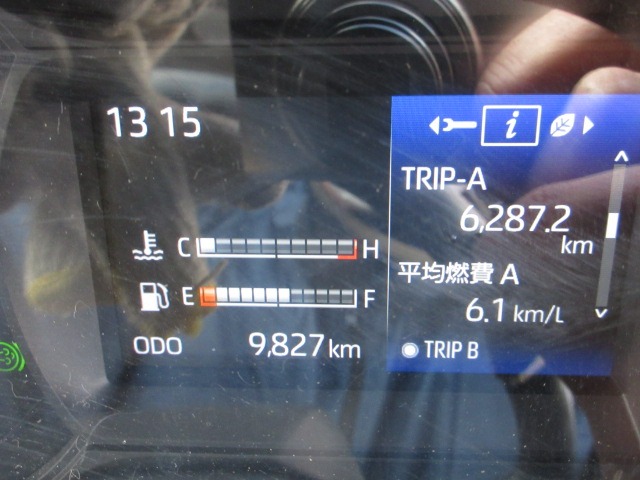 13 15
C H
E F
ODO 9,827 km
i
TRIP-A
6,287.2
km
平均燃費 A
6.1 km/L
TRIP B